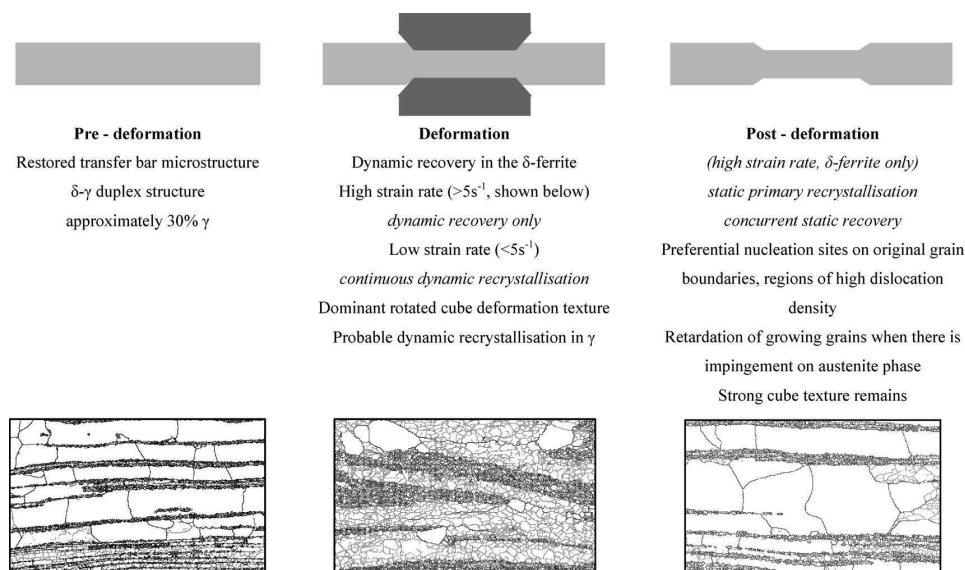 Pre - deformation
Restored transfer bar microstructure
δ-γ duplex structure
approximately 30% γ
Deformation
Dynamic recovery in the δ-ferrite
High strain rate (>5s⁻¹, shown below)
dynamic recovery only
Low strain rate (<5s⁻¹)
continuous dynamic recrystallisation
Dominant rotated cube deformation texture
Probable dynamic recrystallisation in γ
Post - deformation
(high strain rate, δ-ferrite only)
static primary recrystallisation
concurrent static recovery
Preferential nucleation sites on original grain
boundaries, regions of high dislocation
density
Retardation of growing grains when there is
impingement on austenite phase
Strong cube texture remains